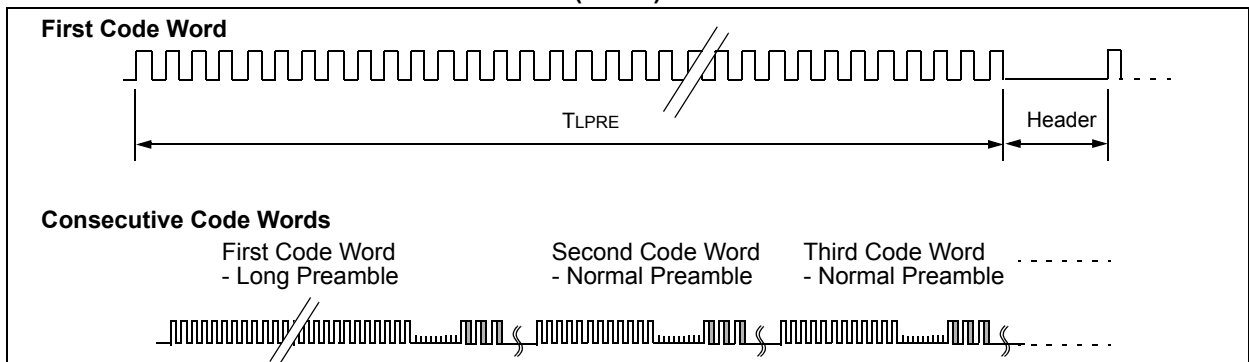 First Code Word
TLPRE
Header
Consecutive Code Words
First Code Word
- Long Preamble
Second Code Word
- Normal Preamble
Third Code Word
- Normal Preamble